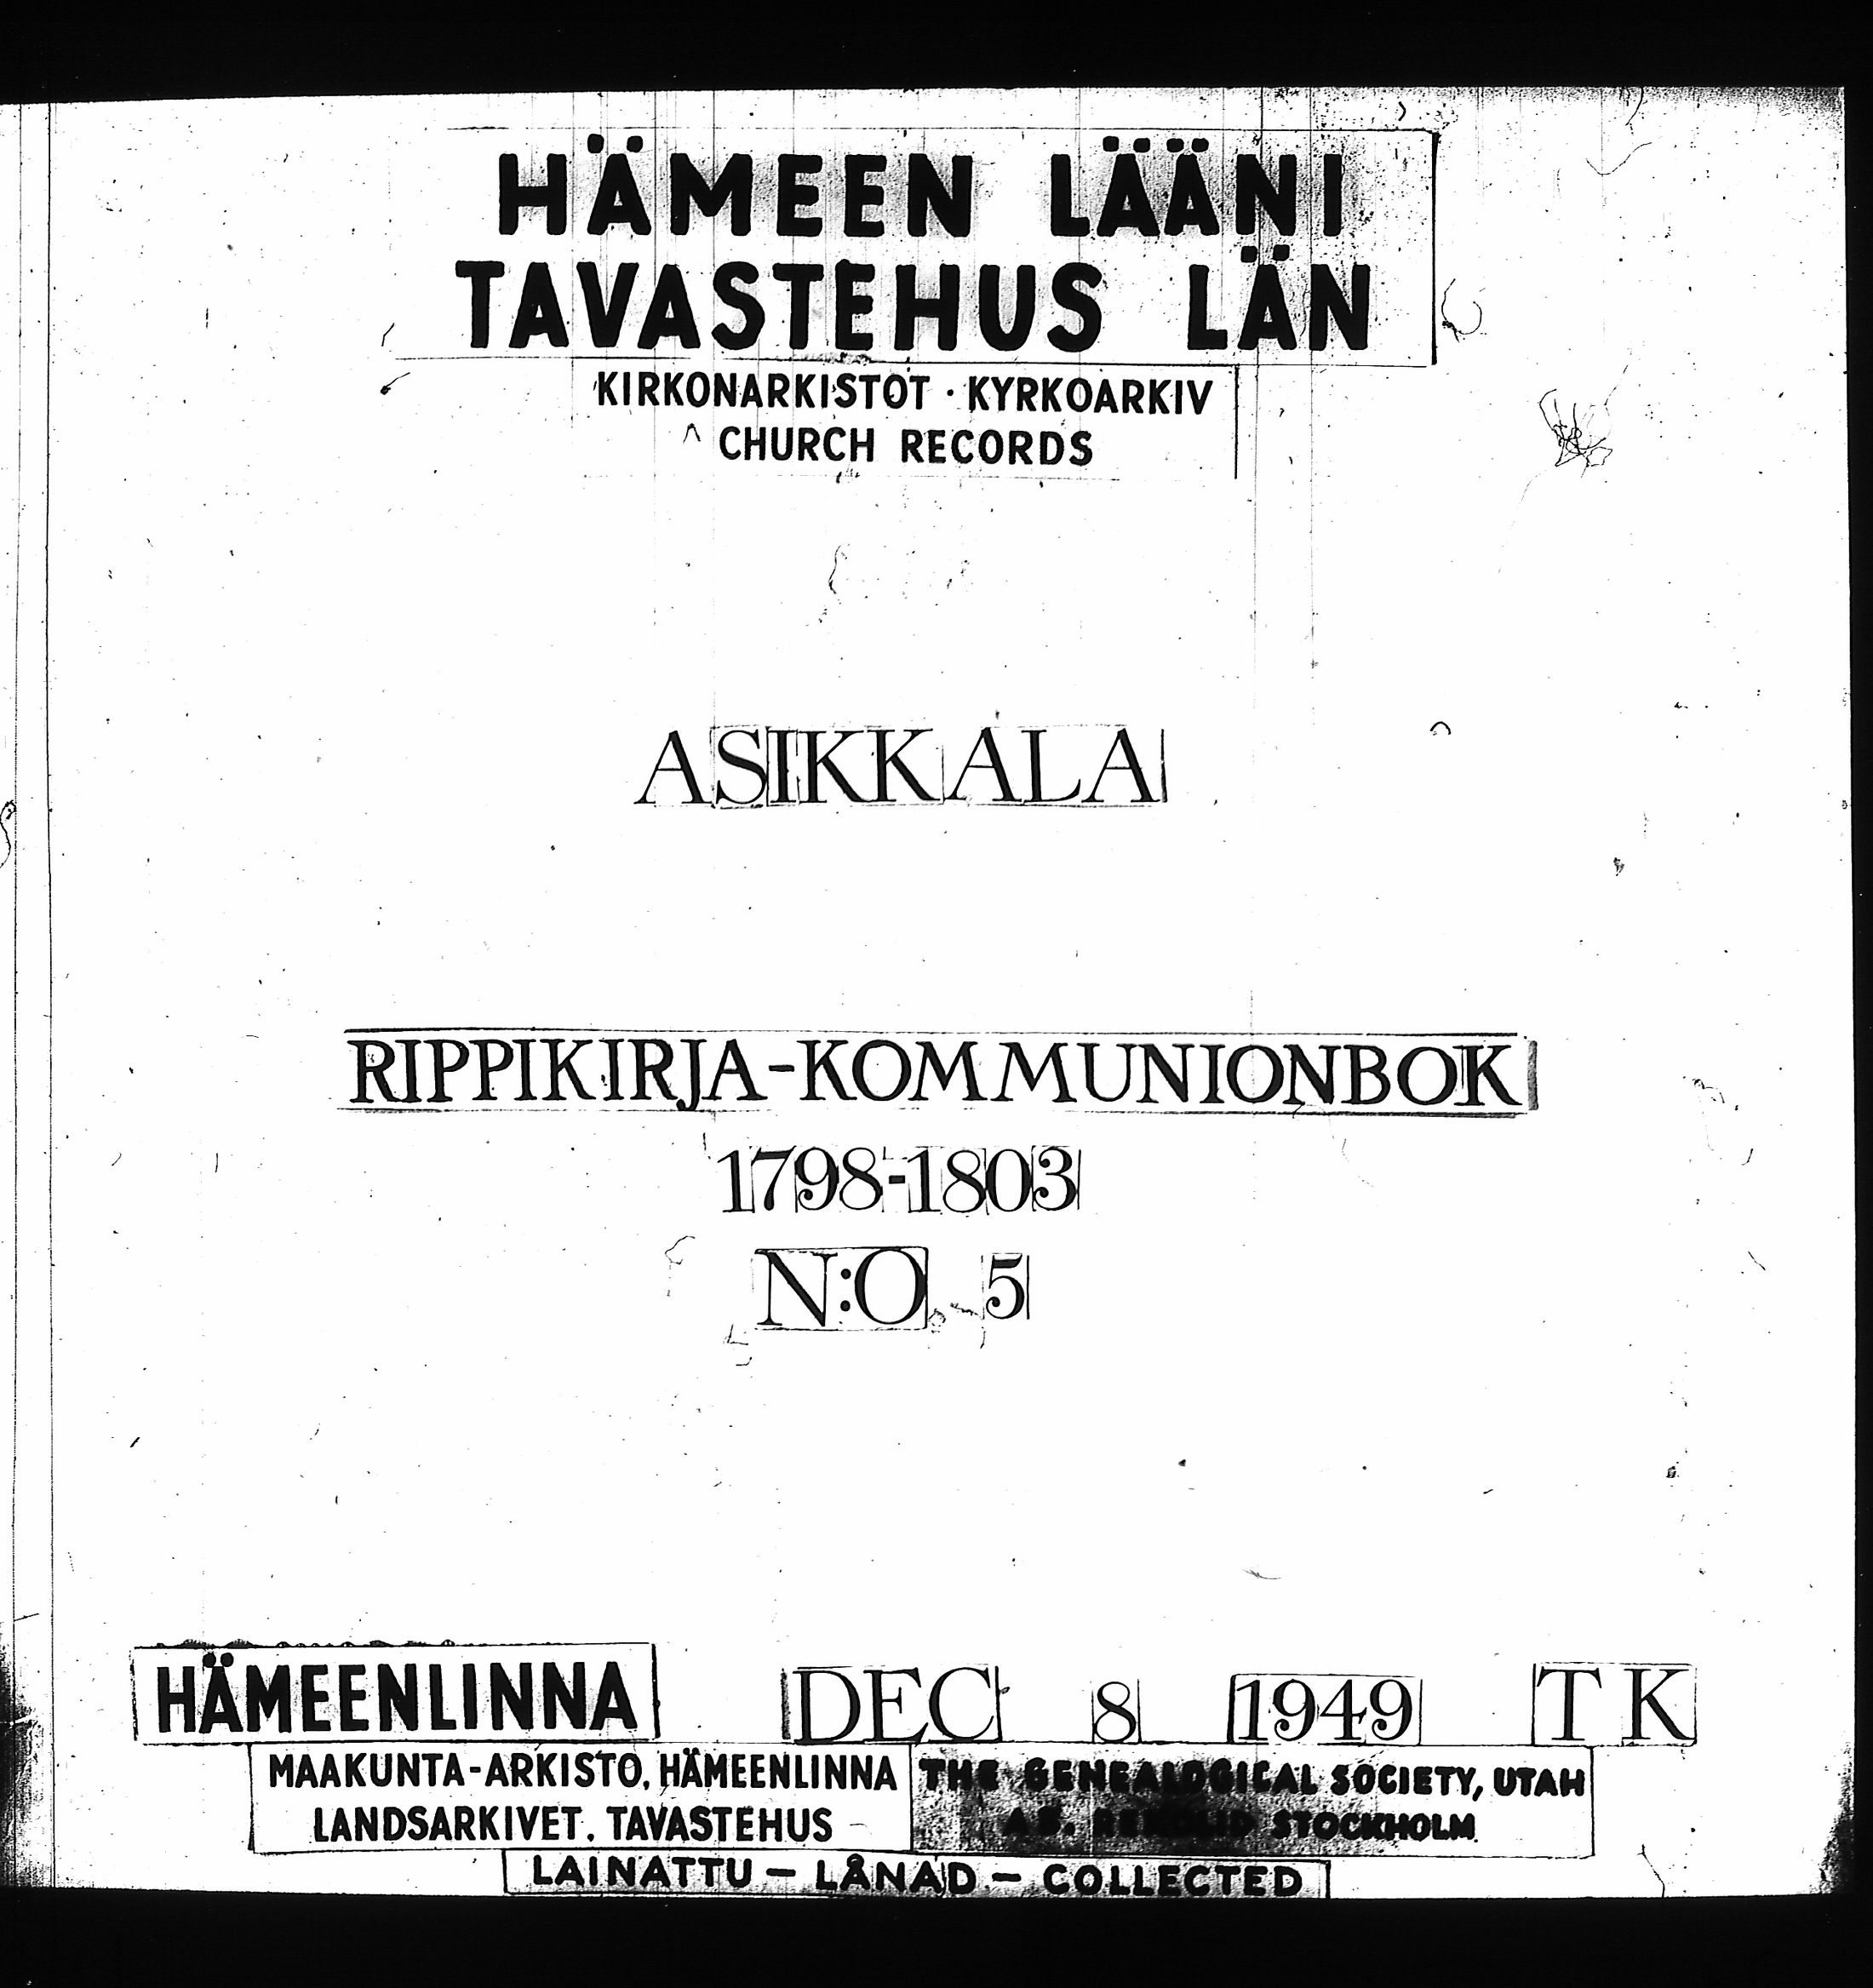 HÄMEEN LÄÄNI
TAVASTEHUS LÄN
KIRKONARKISTOT · KYRKOARKIV
CHURCH RECORDS
ASIKKALA
RIPPIKIRJA-KOMMUNIONBOK
1798-1803
N:O 5
HÄMEENLINNA DEC 8 1949 TK
MAAKUNTA-ARKISTO, HÄMEENLINNA
LANDSARKIVET. TAVASTEHUS
THE GENEALOGICAL SOCIETY, UTAH
AB. STOCKHOLM
LAINATTU - LÅNAD - COLLECTED